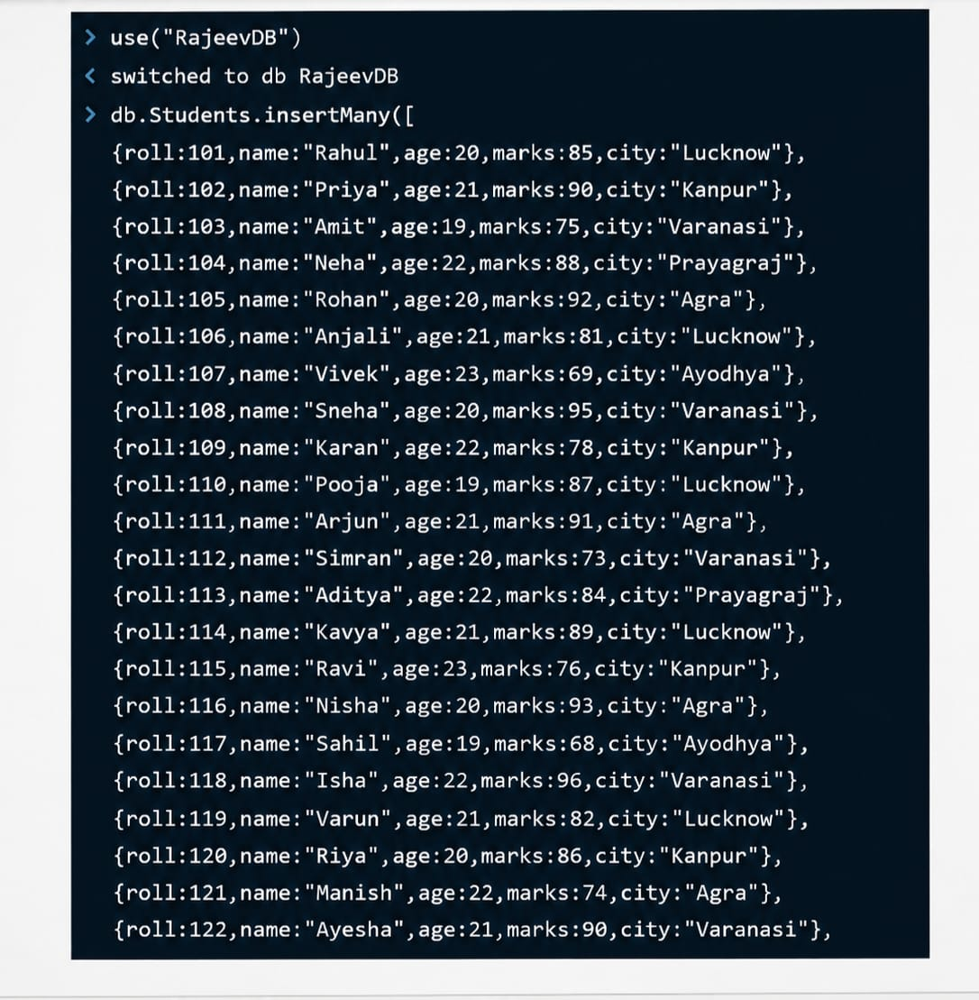 > use("RajeevDB")
< switched to db RajeevDB
> db.Students.insertMany([
{roll:101,name:"Rahul",age:20,marks:85,city:"Lucknow"},
{roll:102,name:"Priya",age:21,marks:90,city:"Kanpur"},
{roll:103,name:"Amit",age:19,marks:75,city:"Varanasi"},
{roll:104,name:"Neha",age:22,marks:88,city:"Prayagraj"},
{roll:105,name:"Rohan",age:20,marks:92,city:"Agra"},
{roll:106,name:"Anjali",age:21,marks:81,city:"Lucknow"},
{roll:107,name:"Vivek",age:23,marks:69,city:"Ayodhya"},
{roll:108,name:"Sneha",age:20,marks:95,city:"Varanasi"},
{roll:109,name:"Karan",age:22,marks:78,city:"Kanpur"},
{roll:110,name:"Pooja",age:19,marks:87,city:"Lucknow"},
{roll:111,name:"Arjun",age:21,marks:91,city:"Agra"},
{roll:112,name:"Simran",age:20,marks:73,city:"Varanasi"},
{roll:113,name:"Aditya",age:22,marks:84,city:"Prayagraj"},
{roll:114,name:"Kavya",age:21,marks:89,city:"Lucknow"},
{roll:115,name:"Ravi",age:23,marks:76,city:"Kanpur"},
{roll:116,name:"Nisha",age:20,marks:93,city:"Agra"},
{roll:117,name:"Sahil",age:19,marks:68,city:"Ayodhya"},
{roll:118,name:"Isha",age:22,marks:96,city:"Varanasi"},
{roll:119,name:"Varun",age:21,marks:82,city:"Lucknow"},
{roll:120,name:"Riya",age:20,marks:86,city:"Kanpur"},
{roll:121,name:"Manish",age:22,marks:74,city:"Agra"},
{roll:122,name:"Ayesha",age:21,marks:90,city:"Varanasi"},